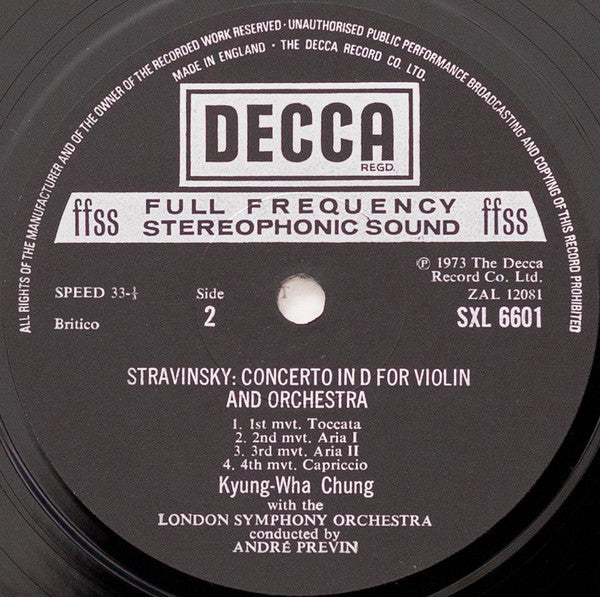 ALL RIGHTS OF THE MANUFACTURER AND OF THE OWNER OF THE RECORDED WORK RESERVED · UNAUTHORISED PUBLIC PERFORMANCE BROADCASTING AND COPYING OF THIS RECORD PROHIBITED
MADE IN ENGLAND · THE DECCA RECORD CO. LTD.
DECCA
REGD.
ffss FULL FREQUENCY STEREOPHONIC SOUND ffss
℗ 1973 The Decca
Record Co. Ltd.
SPEED 33-⅓ Side ZAL 12081
Britico 2 SXL 6601
STRAVINSKY: CONCERTO IN D FOR VIOLIN
AND ORCHESTRA
1. 1st mvt. Toccata
2. 2nd mvt. Aria I
3. 3rd mvt. Aria II
4. 4th mvt. Capriccio
Kyung-Wha Chung
with the
LONDON SYMPHONY ORCHESTRA
conducted by
ANDRÉ PREVIN